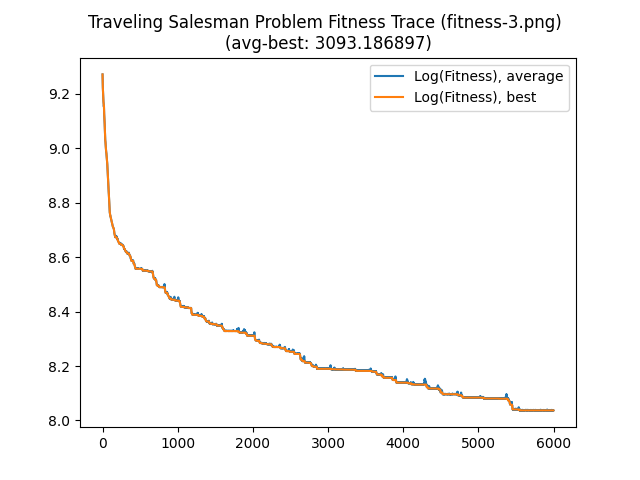 Traveling Salesman Problem Fitness Trace (fitness-3.png)
(avg-best: 3093.186897)
Log(Fitness), average
Log(Fitness), best
9.2
9.0
8.8
8.6
8.4
8.2
8.0
0 1000 2000 3000 4000 5000 6000